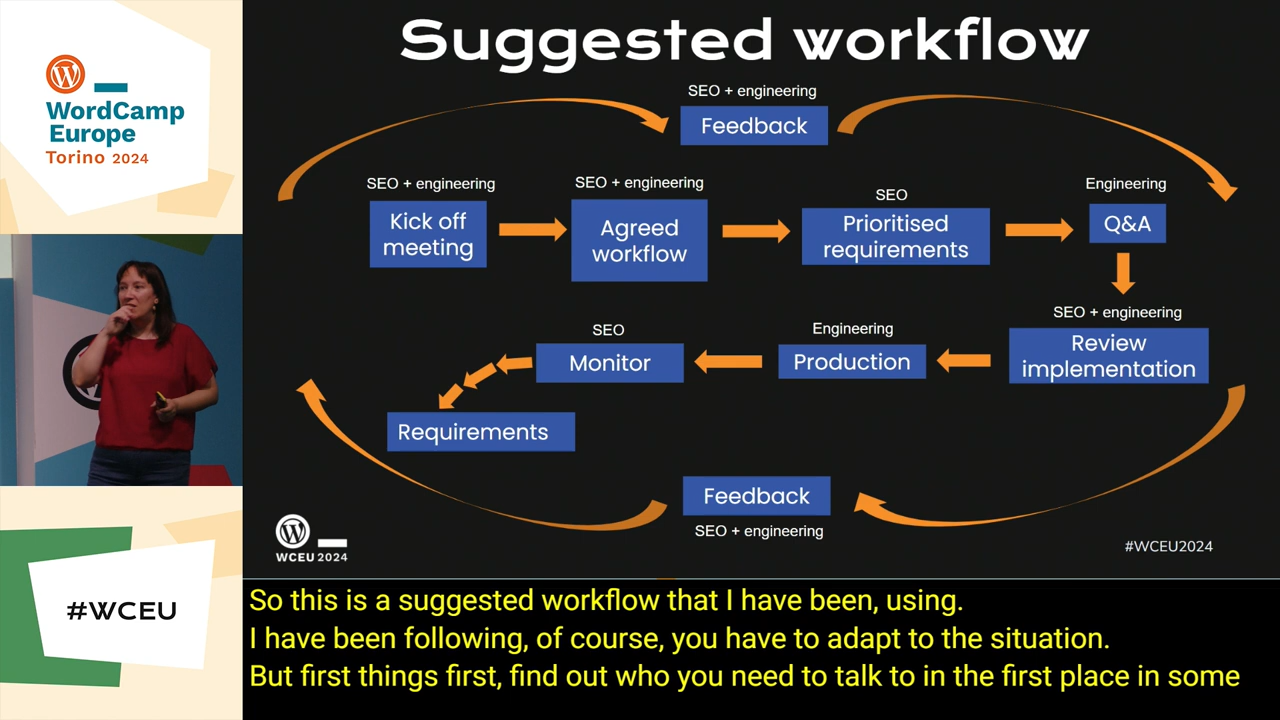 WordCamp
Europe
Torino 2024
#WCEU
Suggested workflow
SEO + engineering
Feedback
SEO + engineering
Kick off
meeting
SEO + engineering
Agreed
workflow
SEO
Prioritised
requirements
Engineering
Q&A
SEO + engineering
Review
implementation
Engineering
Production
SEO
Monitor
Requirements
Feedback
SEO + engineering
WCEU 2024
#WCEU2024
So this is a suggested workflow that I have been, using.
I have been following, of course, you have to adapt to the situation.
But first things first, find out who you need to talk to in the first place in some